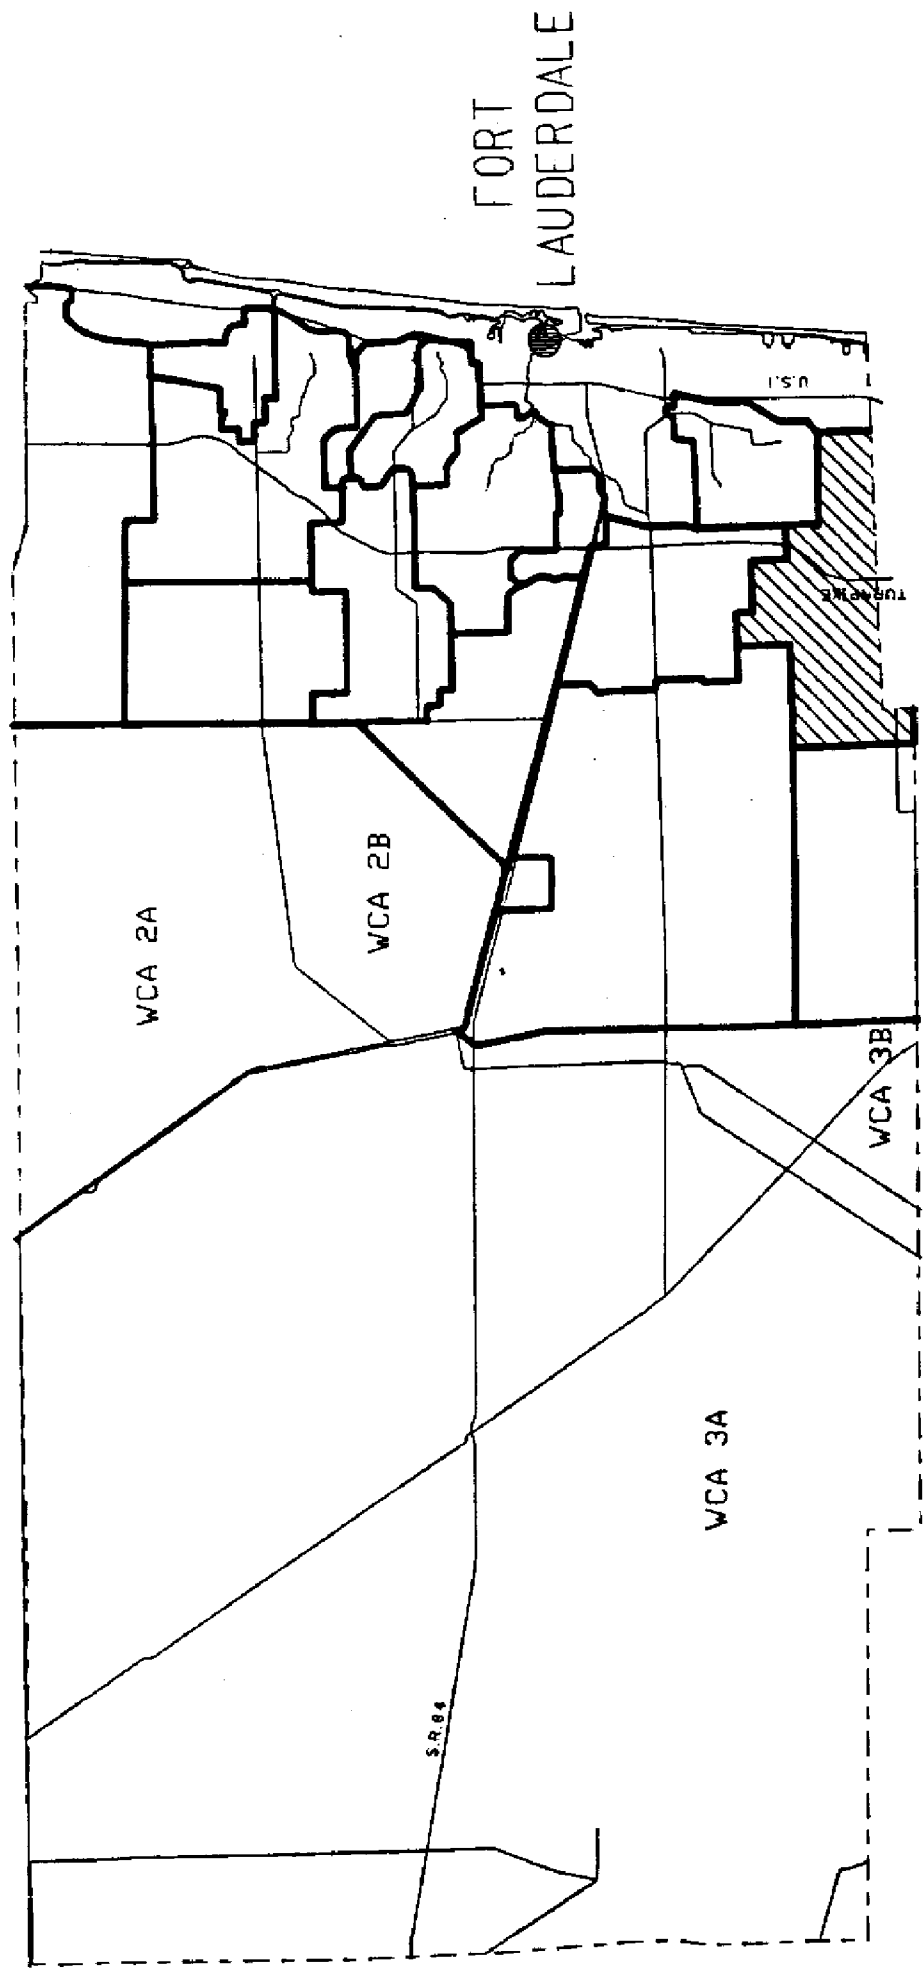 FORT
LAUDERDALE
WCA 2A
WCA 2B
WCA 3A
WCA 3B
S.R.84
U.S.1
TURNPIKE